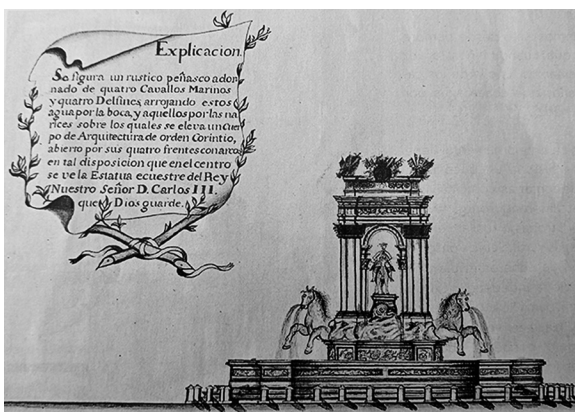 Explicacion.
Se figura un rustico peñasco ador
nado de quatro Cavallos Marinos
y quatro Delfines, arrojando estos
agua por la boca, y aquellos por las na
rices sobre los quales se eleva un Cuer
po de Arquitectura de orden Corintio,
abierto por sus quatro frentes con arcos
en tal disposicion que en el centro
se ve la Estatua ecuestre del Rey
Nuestro Señor D. Carlos III.
que Dios guarde.